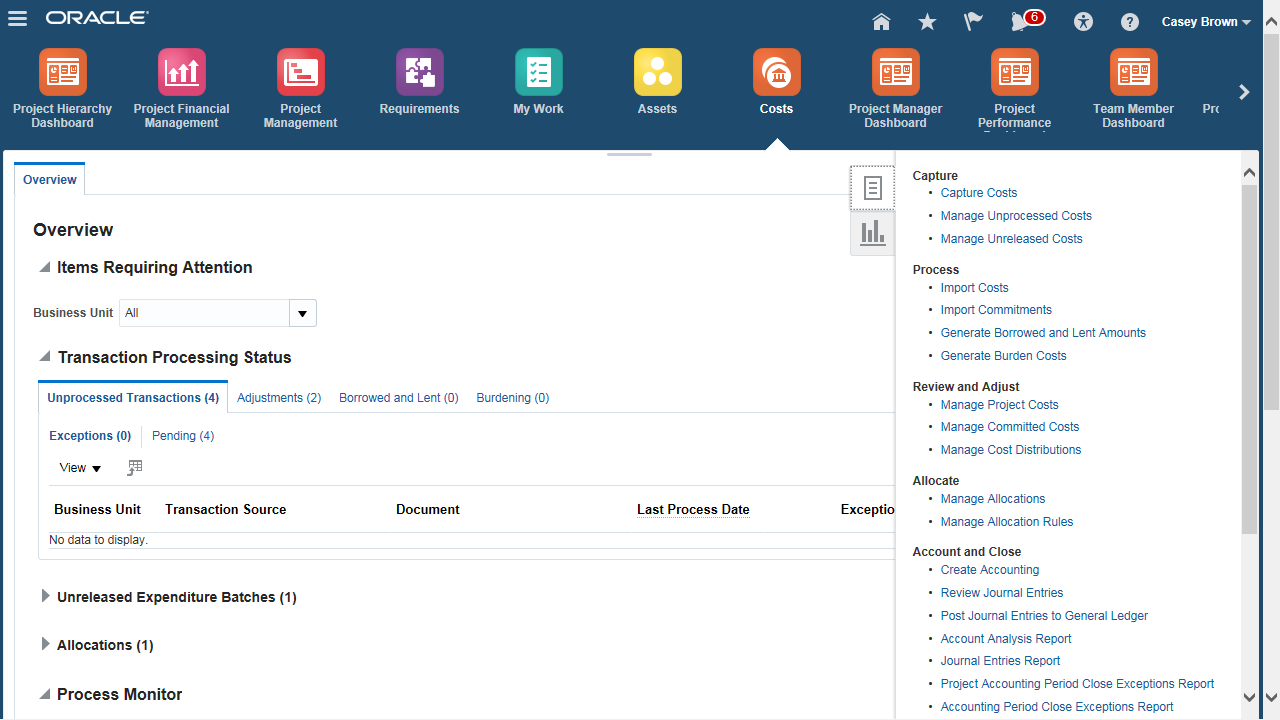 ORACLE
6
Casey Brown
Project Hierarchy
Dashboard
Project Financial
Management
Project
Management
Requirements
My Work
Assets
Costs
Project Manager
Dashboard
Project
Performance
Team Member
Dashboard
Overview
Overview
Items Requiring Attention
Business Unit All
Transaction Processing Status
Unprocessed Transactions (4) Adjustments (2) Borrowed and Lent (0) Burdening (0)
Exceptions (0) Pending (4)
View
Business Unit Transaction Source Document Last Process Date Exceptio
No data to display.
Unreleased Expenditure Batches (1)
Allocations (1)
Process Monitor
Capture
• Capture Costs
• Manage Unprocessed Costs
• Manage Unreleased Costs
Process
• Import Costs
• Import Commitments
• Generate Borrowed and Lent Amounts
• Generate Burden Costs
Review and Adjust
• Manage Project Costs
• Manage Committed Costs
• Manage Cost Distributions
Allocate
• Manage Allocations
• Manage Allocation Rules
Account and Close
• Create Accounting
• Review Journal Entries
• Post Journal Entries to General Ledger
• Account Analysis Report
• Journal Entries Report
• Project Accounting Period Close Exceptions Report
• Accounting Period Close Exceptions Report